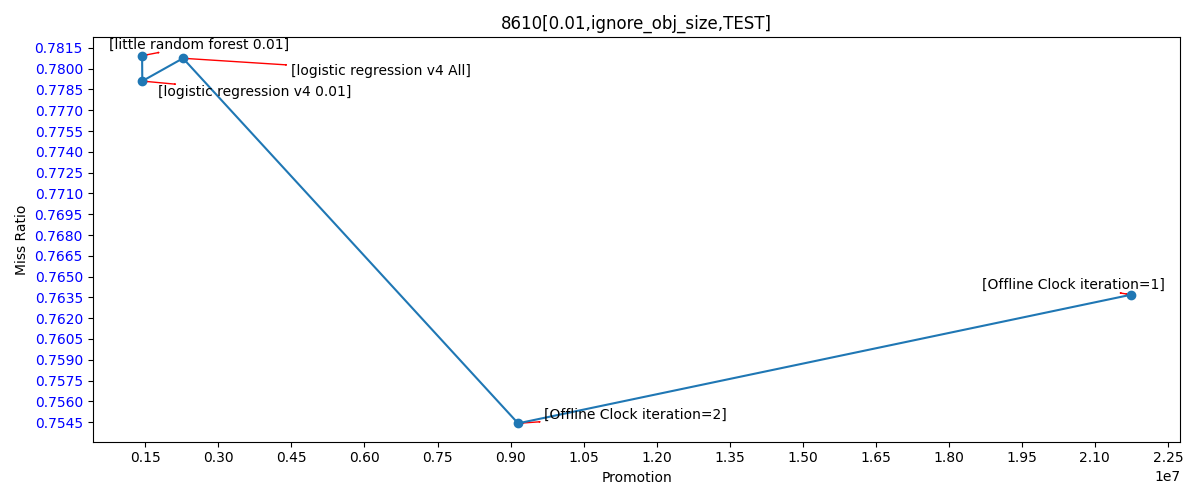 8610[0.01,ignore_obj_size,TEST]
Miss Ratio
0.7815
0.7800
0.7785
0.7770
0.7755
0.7740
0.7725
0.7710
0.7695
0.7680
0.7665
0.7650
0.7635
0.7620
0.7605
0.7590
0.7575
0.7560
0.7545
[little random forest 0.01]
[logistic regression v4 All]
[logistic regression v4 0.01]
[Offline Clock iteration=1]
[Offline Clock iteration=2]
0.15 0.30 0.45 0.60 0.75 0.90 1.05 1.20 1.35 1.50 1.65 1.80 1.95 2.10 2.25
1e7
Promotion